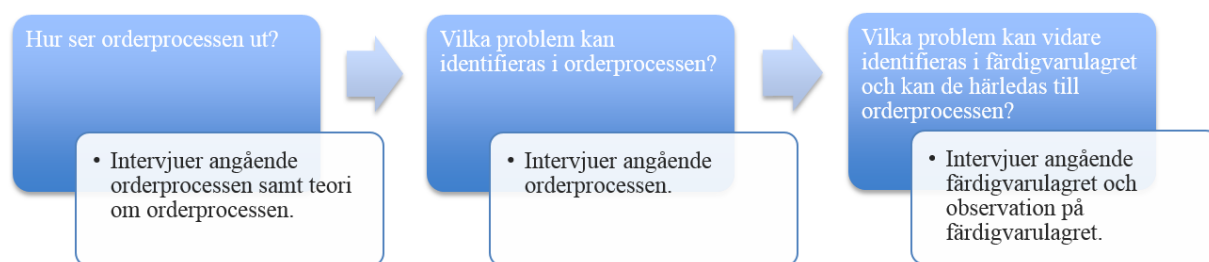 Hur ser orderprocessen ut?
• Intervjuer angående
orderprocessen samt teori
om orderprocessen.
Vilka problem kan
identifieras i orderprocessen?
• Intervjuer angående
orderprocessen.
Vilka problem kan vidare
identifieras i färdigvarulagret
och kan de härledas till
orderprocessen?
• Intervjuer angående
färdigvarulagret och
observation på
färdigvarulagret.